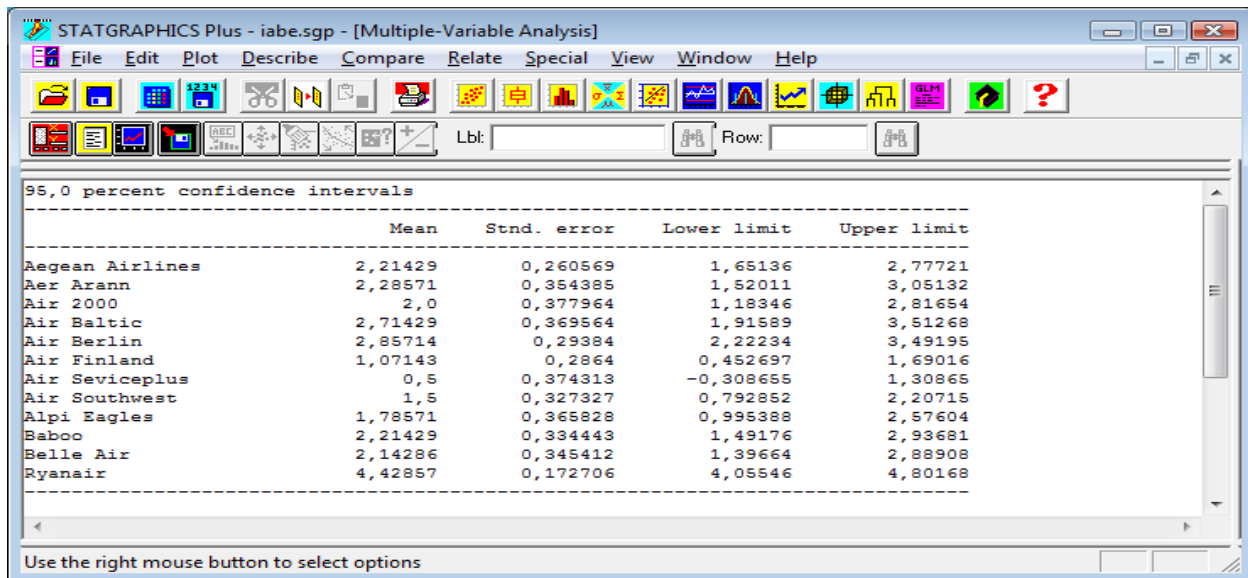 STATGRAPHICS Plus - iabe.sgp - [Multiple-Variable Analysis]
File Edit Plot Describe Compare Relate Special View Window Help
1234 GLM ?
ABC Lbl: Row:
95,0 percent confidence intervals
Mean Stnd. error Lower limit Upper limit
Aegean Airlines 2,21429 0,260569 1,65136 2,77721
Aer Arann 2,28571 0,354385 1,52011 3,05132
Air 2000 2,0 0,377964 1,18346 2,81654
Air Baltic 2,71429 0,369564 1,91589 3,51268
Air Berlin 2,85714 0,29384 2,22234 3,49195
Air Finland 1,07143 0,2864 0,452697 1,69016
Air Seviceplus 0,5 0,374313 -0,308655 1,30865
Air Southwest 1,5 0,327327 0,792852 2,20715
Alpi Eagles 1,78571 0,365828 0,995388 2,57604
Baboo 2,21429 0,334443 1,49176 2,93681
Belle Air 2,14286 0,345412 1,39664 2,88908
Ryanair 4,42857 0,172706 4,05546 4,80168
Use the right mouse button to select options